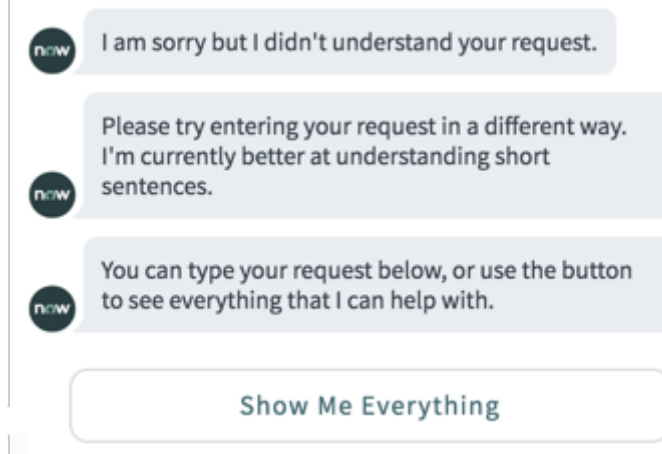 now
I am sorry but I didn't understand your request.
Please try entering your request in a different way.
I'm currently better at understanding short
sentences.
now
You can type your request below, or use the button
to see everything that I can help with.
now
Show Me Everything